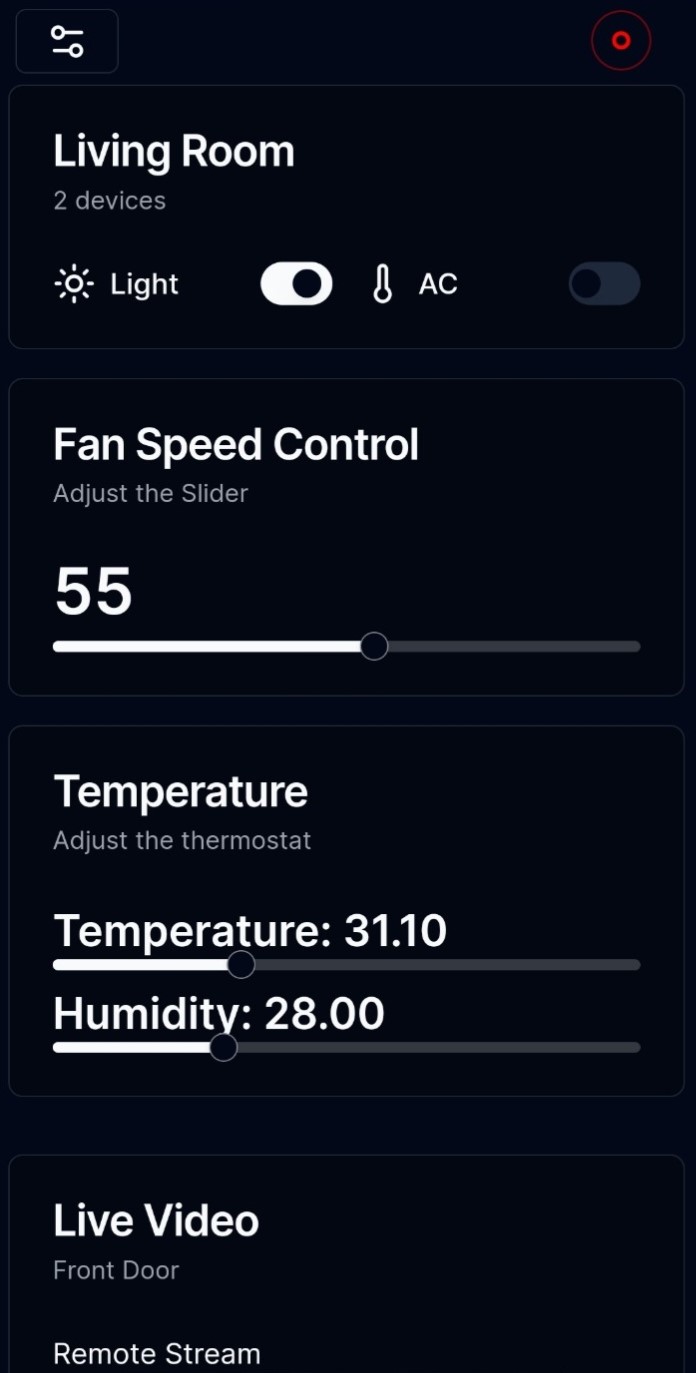 Living Room
2 devices
Light AC
Fan Speed Control
Adjust the Slider
55
Temperature
Adjust the thermostat
Temperature: 31.10
Humidity: 28.00
Live Video
Front Door
Remote Stream